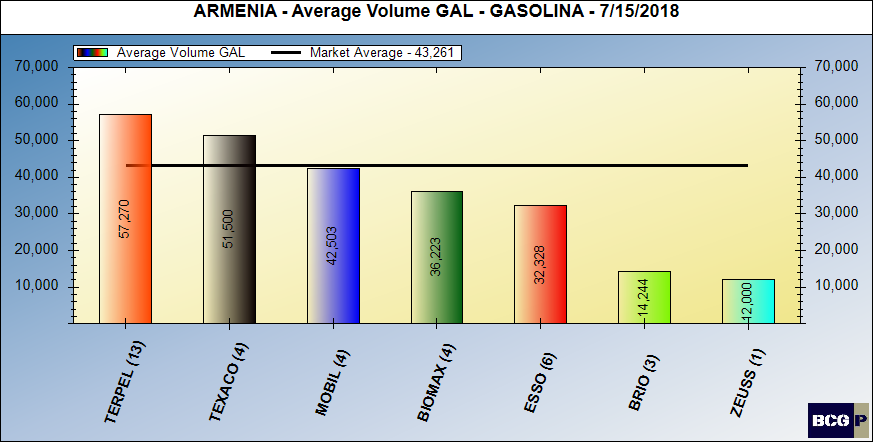 ARMENIA - Average Volume GAL - GASOLINA - 7/15/2018
Average Volume GAL Market Average - 43,261
70,000 70,000
60,000 60,000
50,000 50,000
40,000 40,000
30,000 30,000
20,000 20,000
10,000 10,000
57,270
51,500
42,503
36,223
32,328
14,244
12,000
TERPEL (13)
TEXACO (4)
MOBIL (4)
BIOMAX (4)
ESSO (6)
BRIO (3)
ZEUSS (1)
BCG P